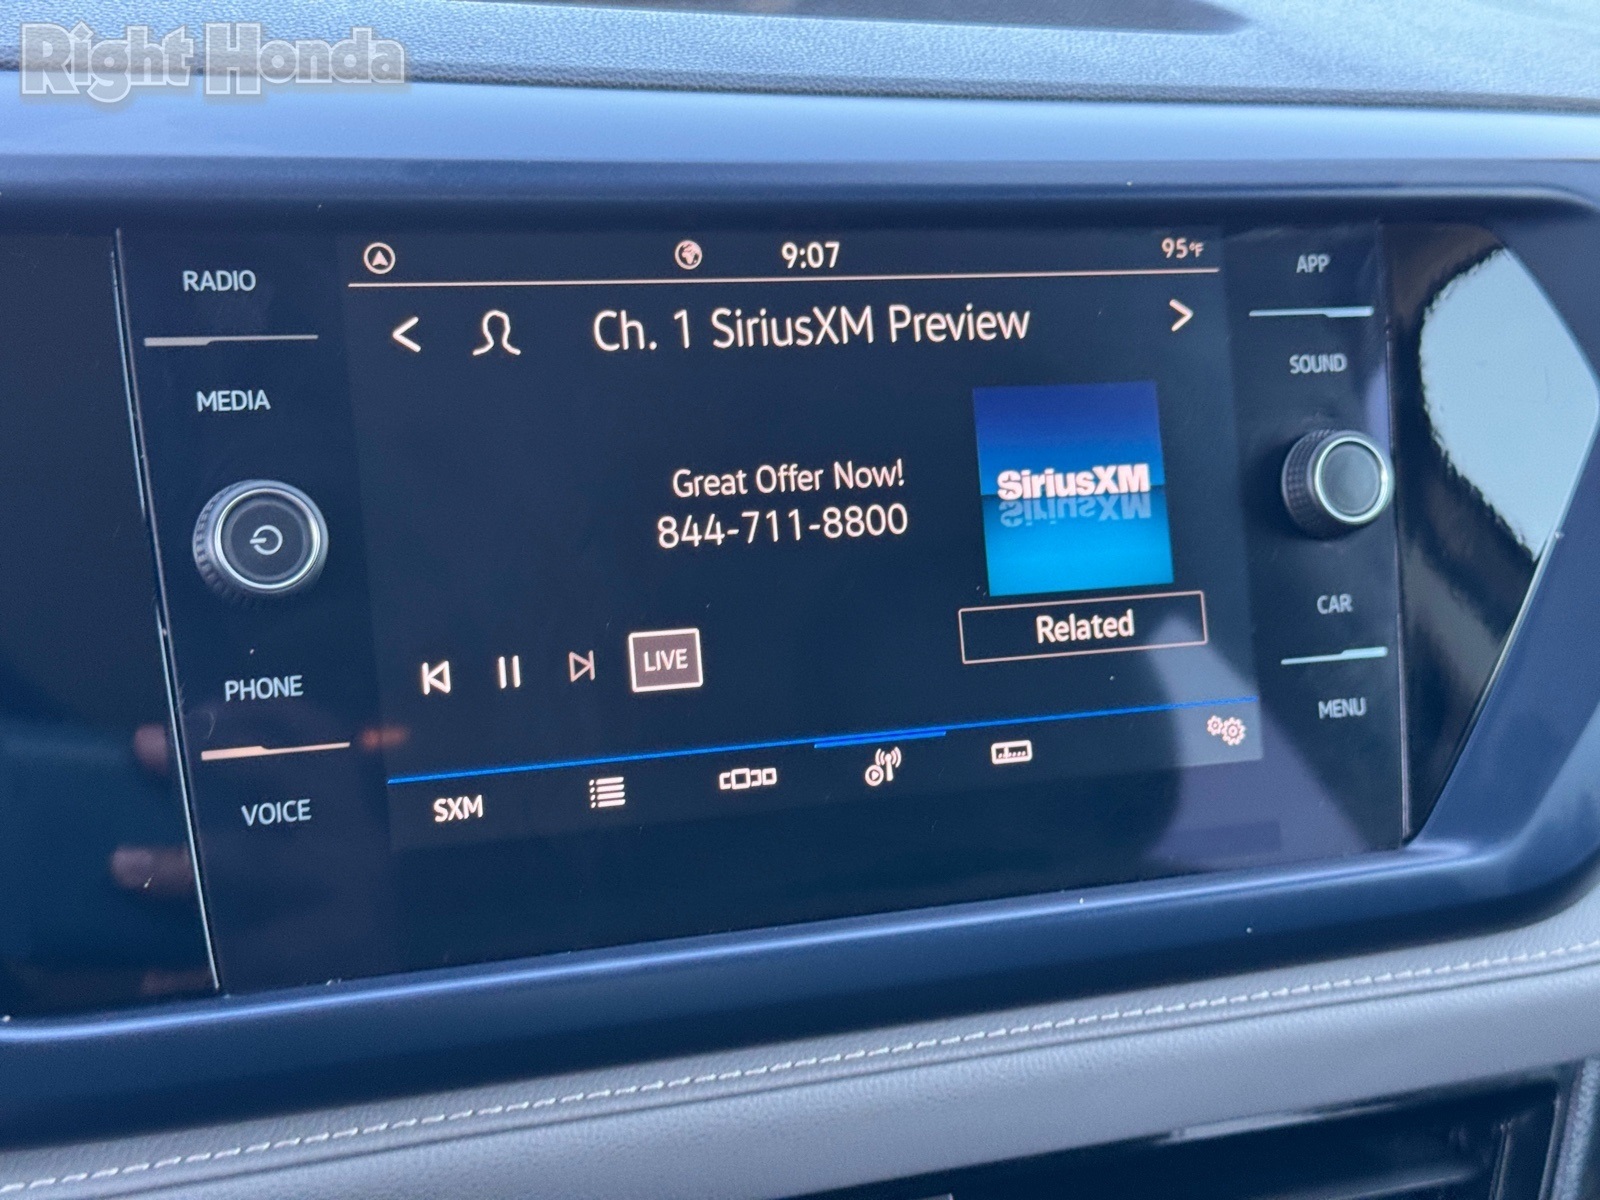 Right Honda
RADIO
MEDIA
PHONE
VOICE
9:07
95°F
Ch. 1 SiriusXM Preview
Great Offer Now!
844-711-8800
SiriusXM
Related
LIVE
SXM
APP
SOUND
CAR
MENU